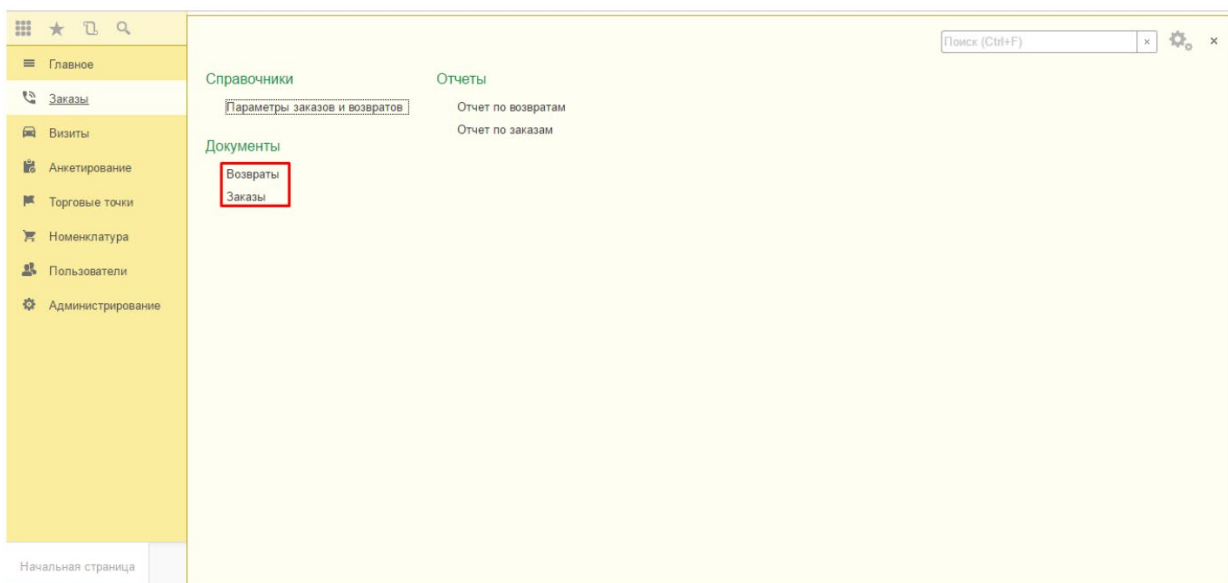 Поиск (Ctrl+F)
Главное
Заказы
Визиты
Анкетирование
Торговые точки
Номенклатура
Пользователи
Администрирование
Справочники
Параметры заказов и возвратов
Документы
Возвраты
Заказы
Отчеты
Отчет по возвратам
Отчет по заказам
Начальная страница